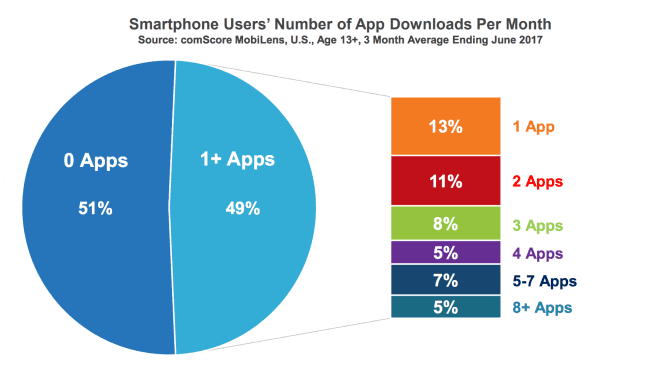 Smartphone Users' Number of App Downloads Per Month
Source: comScore MobiLens, U.S., Age 13+, 3 Month Average Ending June 2017
0 Apps
51%
1+ Apps
49%
13% 1 App
11% 2 Apps
8% 3 Apps
5% 4 Apps
7% 5-7 Apps
5% 8+ Apps